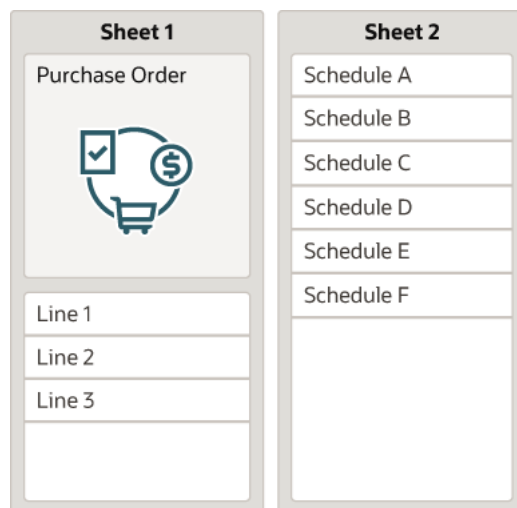 Sheet 1
Purchase Order
$
Line 1
Line 2
Line 3
Sheet 2
Schedule A
Schedule B
Schedule C
Schedule D
Schedule E
Schedule F